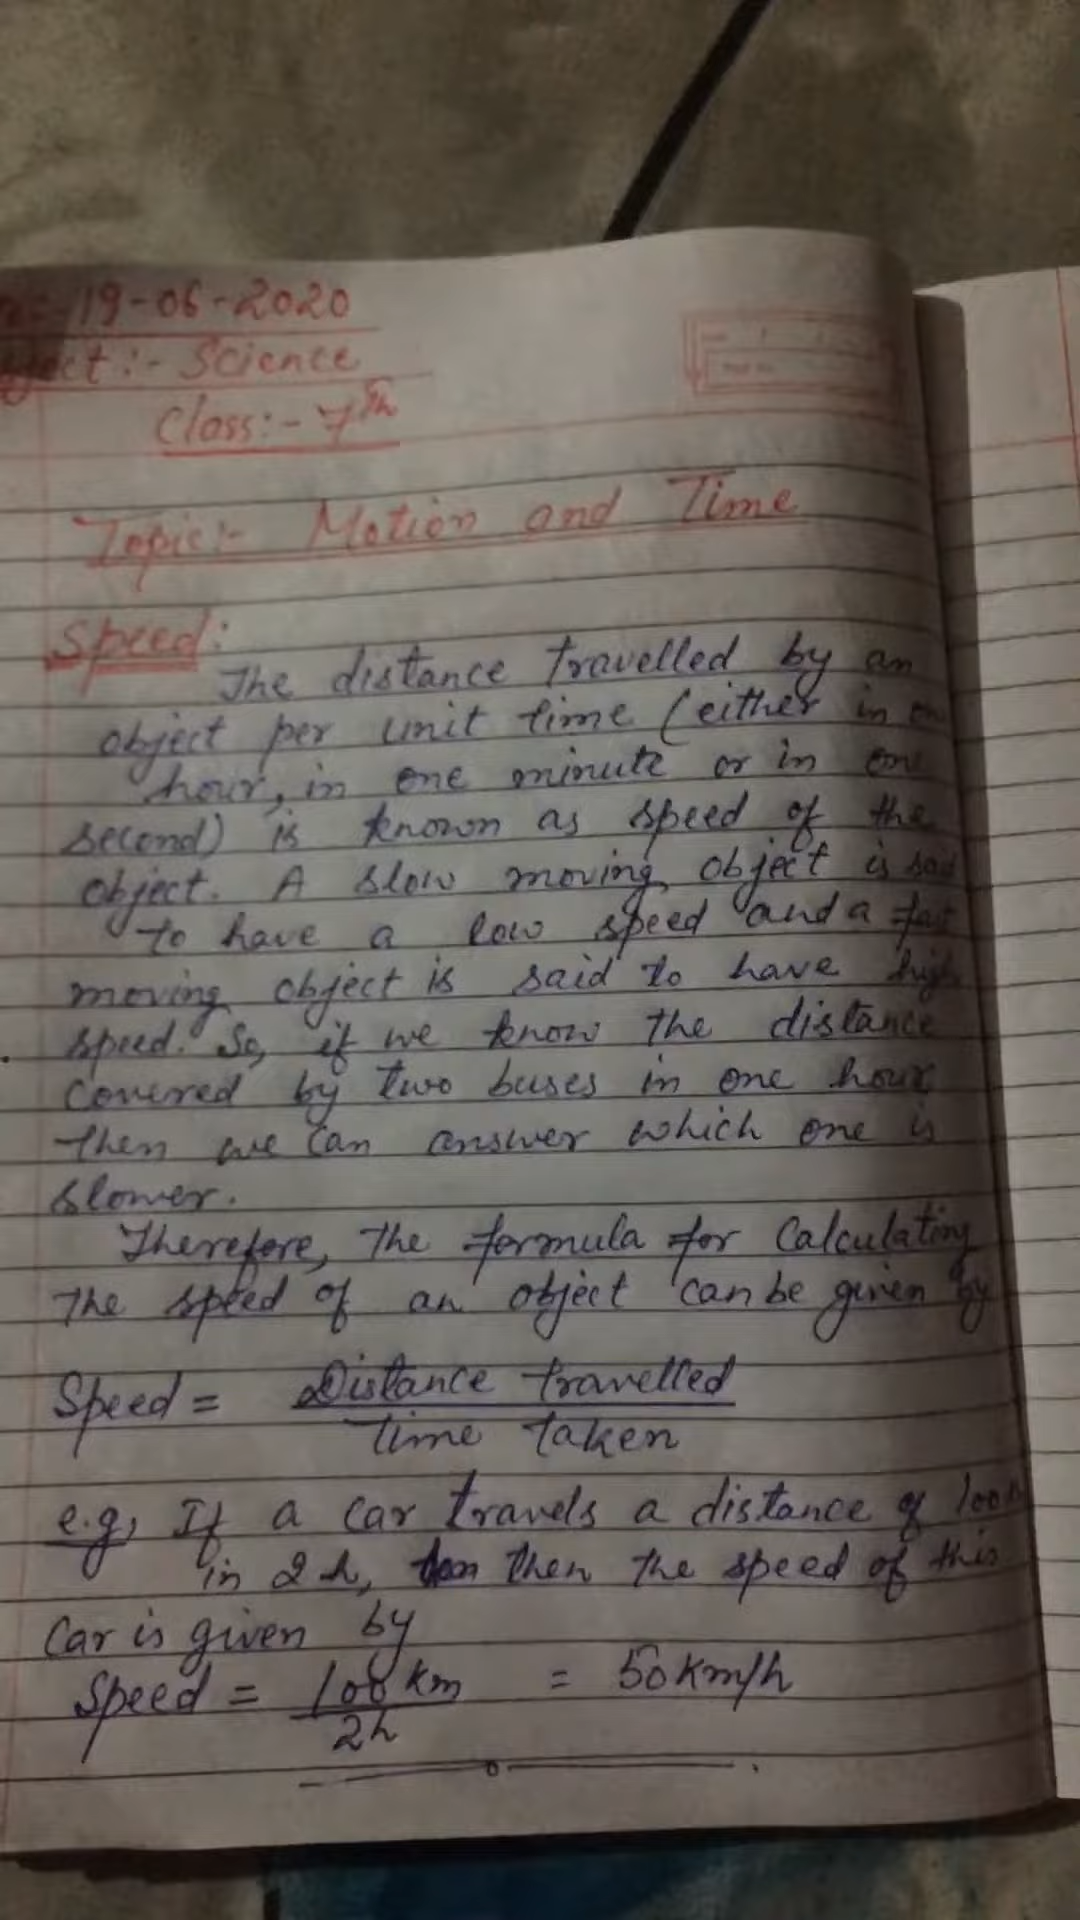 19-06-2020
ject:- Science
Class:- 7th
Topic:- Motion and Time
Speed:
The distance travelled by an
object per unit time (either in
hour, in one minute or in one
second) is known as speed of the
object. A slow moving object is said
to have a low speed and a fast
moving object is said to have high
speed. So, if we know the distance
covered by two buses in one hour
then we can answer which one is
slower.
Therefore, the formula for Calculating
the speed of an object can be given by
Speed = Distance travelled
Time taken
e.g, If a car travels a distance of
in 2h, then the speed of this
Car is given by
Speed = 100 km = 50 km/h
2h